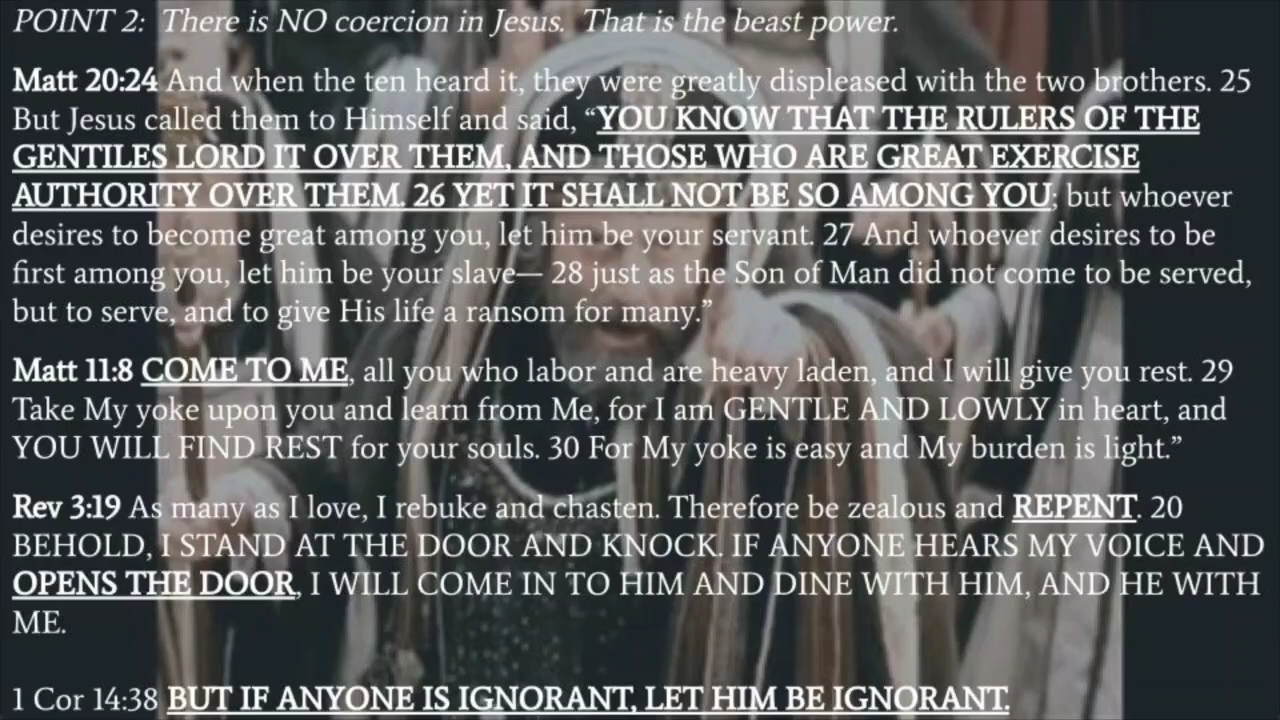 POINT 2:  There is NO coercion in Jesus.  That is the beast power.
Matt 20:24 And when the ten heard it, they were greatly displeased with the two brothers. 25
But Jesus called them to Himself and said, “YOU KNOW THAT THE RULERS OF THE
GENTILES LORD IT OVER THEM, AND THOSE WHO ARE GREAT EXERCISE
AUTHORITY OVER THEM. 26 YET IT SHALL NOT BE SO AMONG YOU; but whoever
desires to become great among you, let him be your servant. 27 And whoever desires to be
first among you, let him be your slave— 28 just as the Son of Man did not come to be served,
but to serve, and to give His life a ransom for many.”
Matt 11:8 COME TO ME, all you who labor and are heavy laden, and I will give you rest. 29
Take My yoke upon you and learn from Me, for I am GENTLE AND LOWLY in heart, and
YOU WILL FIND REST for your souls. 30 For My yoke is easy and My burden is light.”
Rev 3:19 As many as I love, I rebuke and chasten. Therefore be zealous and REPENT. 20
BEHOLD, I STAND AT THE DOOR AND KNOCK. IF ANYONE HEARS MY VOICE AND
OPENS THE DOOR, I WILL COME IN TO HIM AND DINE WITH HIM, AND HE WITH
ME.
1 Cor 14:38 BUT IF ANYONE IS IGNORANT, LET HIM BE IGNORANT.